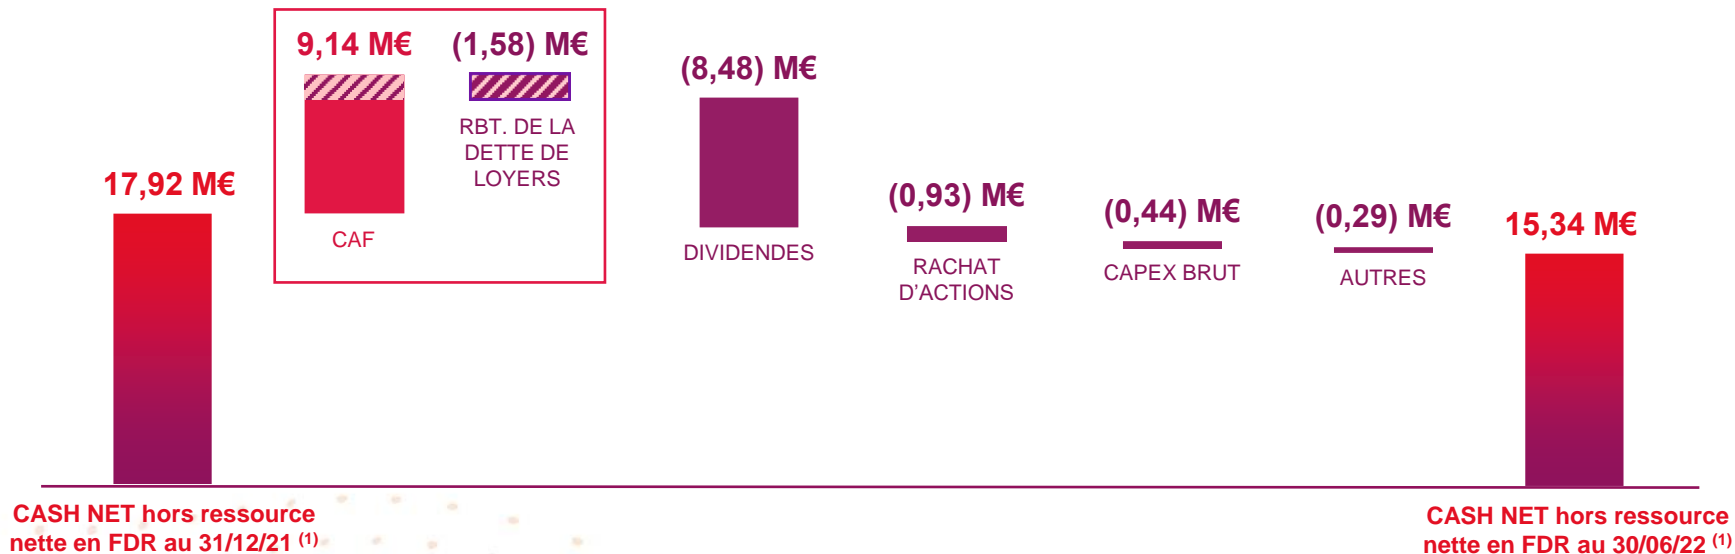 17,92 M€
9,14 M€
CAF
(1,58) M€
RBT. DE LA
DETTE DE
LOYERS
(8,48) M€
DIVIDENDES
(0,93) M€
RACHAT
D’ACTIONS
(0,44) M€
CAPEX BRUT
(0,29) M€
AUTRES
15,34 M€
CASH NET hors ressource
nette en FDR au 31/12/21 (1)
CASH NET hors ressource
nette en FDR au 30/06/22 (1)